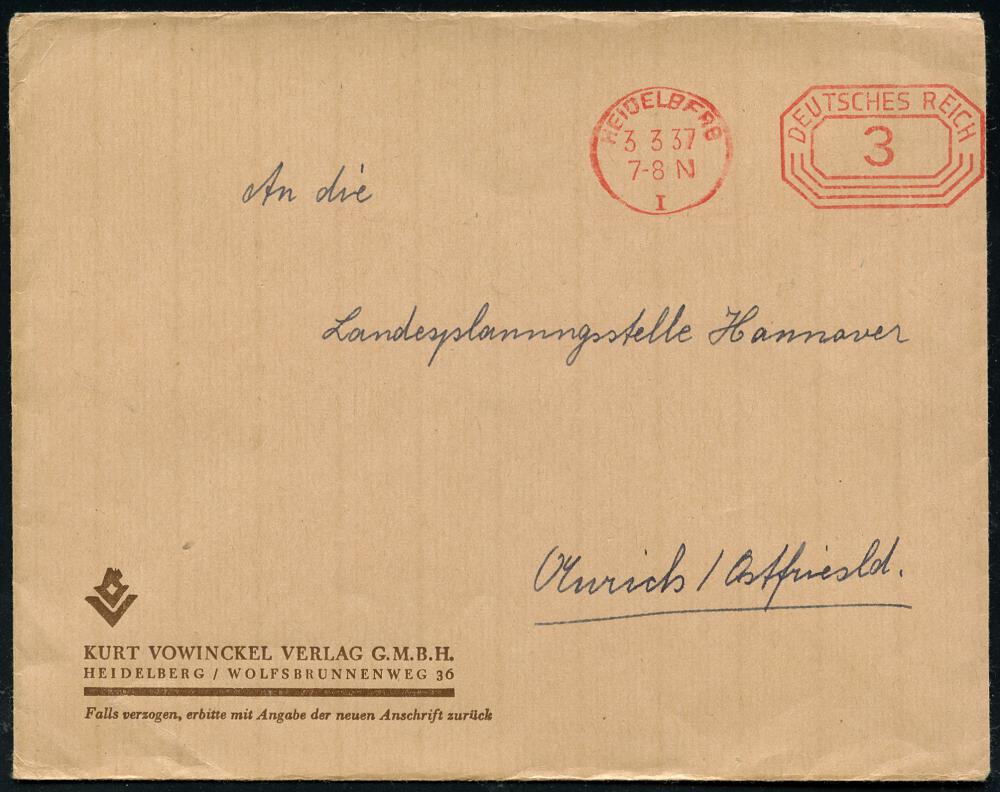 HEIDELBERG
3 3 37
7-8 N
I
DEUTSCHES REICH
3
An die
Landesplanungsstelle Hannover
Aurich / Ostfriesld.
KURT VOWINCKEL VERLAG G.M.B.H.
HEIDELBERG / WOLFSBRUNNENWEG 36
Falls verzogen, erbitte mit Angabe der neuen Anschrift zurück